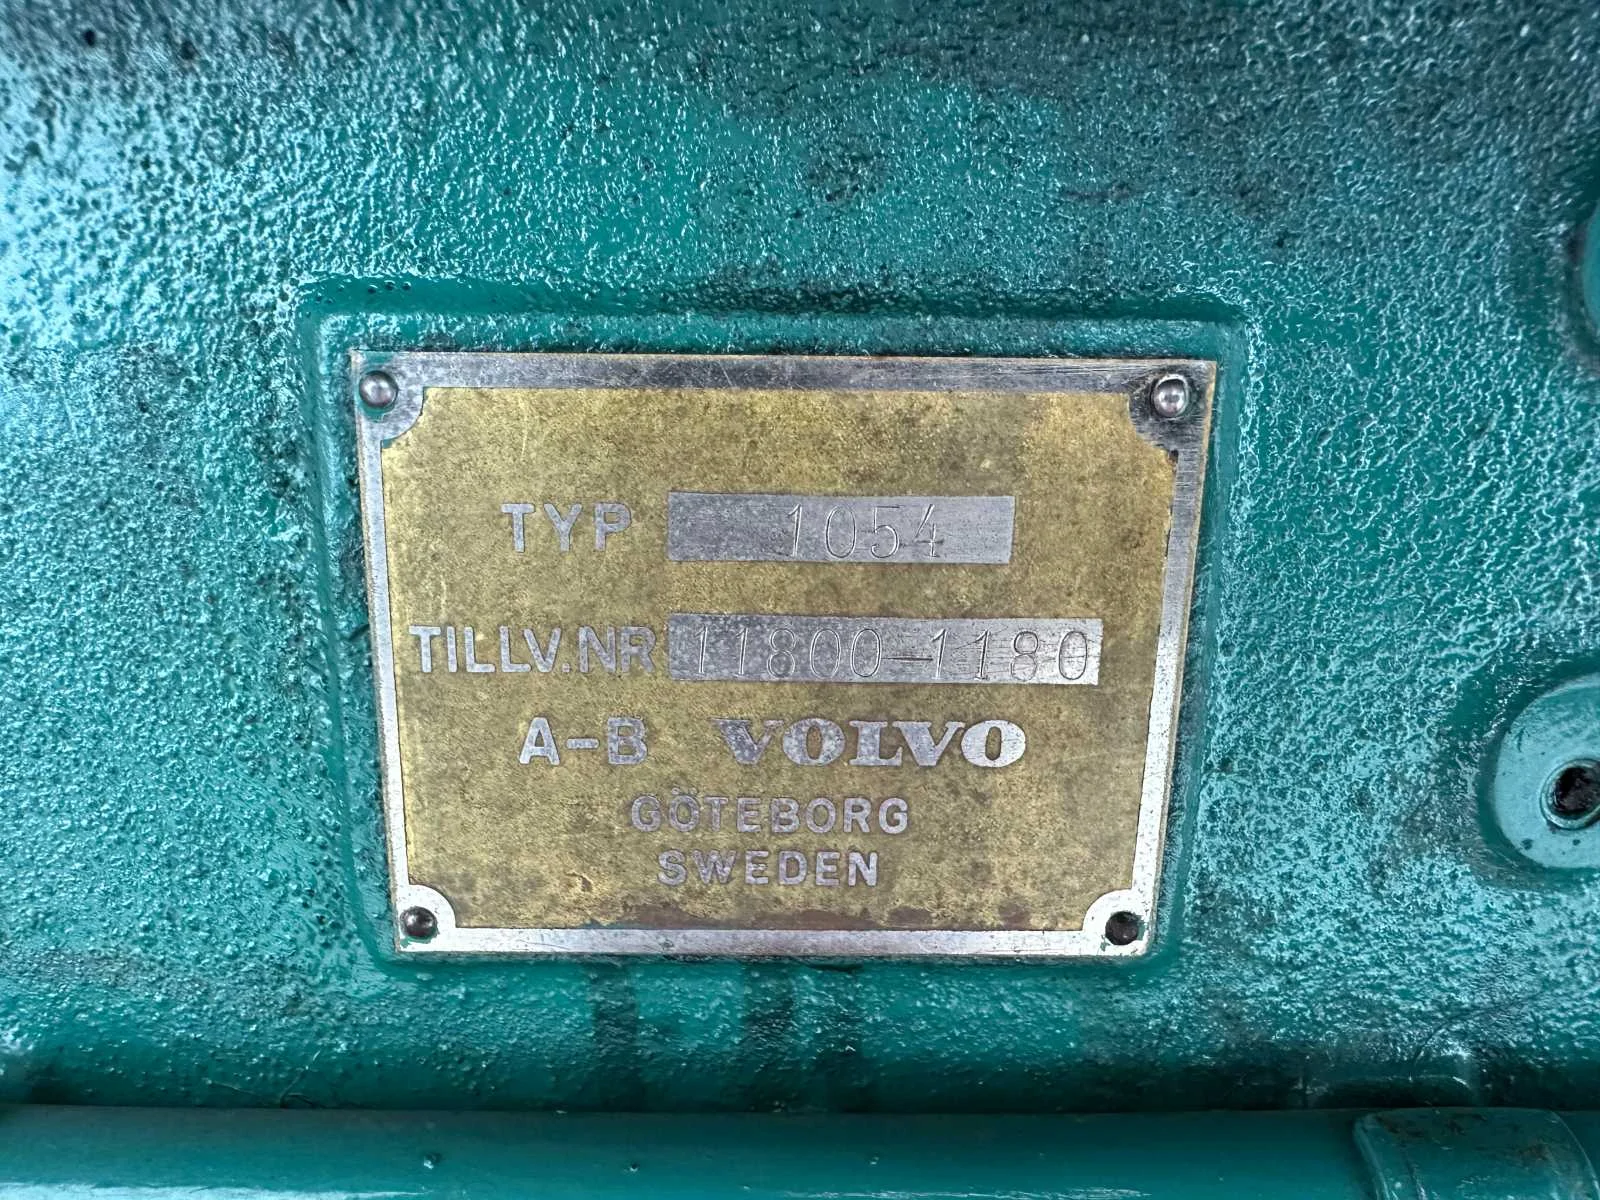 TYP 1054
TILLV.NR 11800-1180
A-B VOLVO
GÖTEBORG
SWEDEN